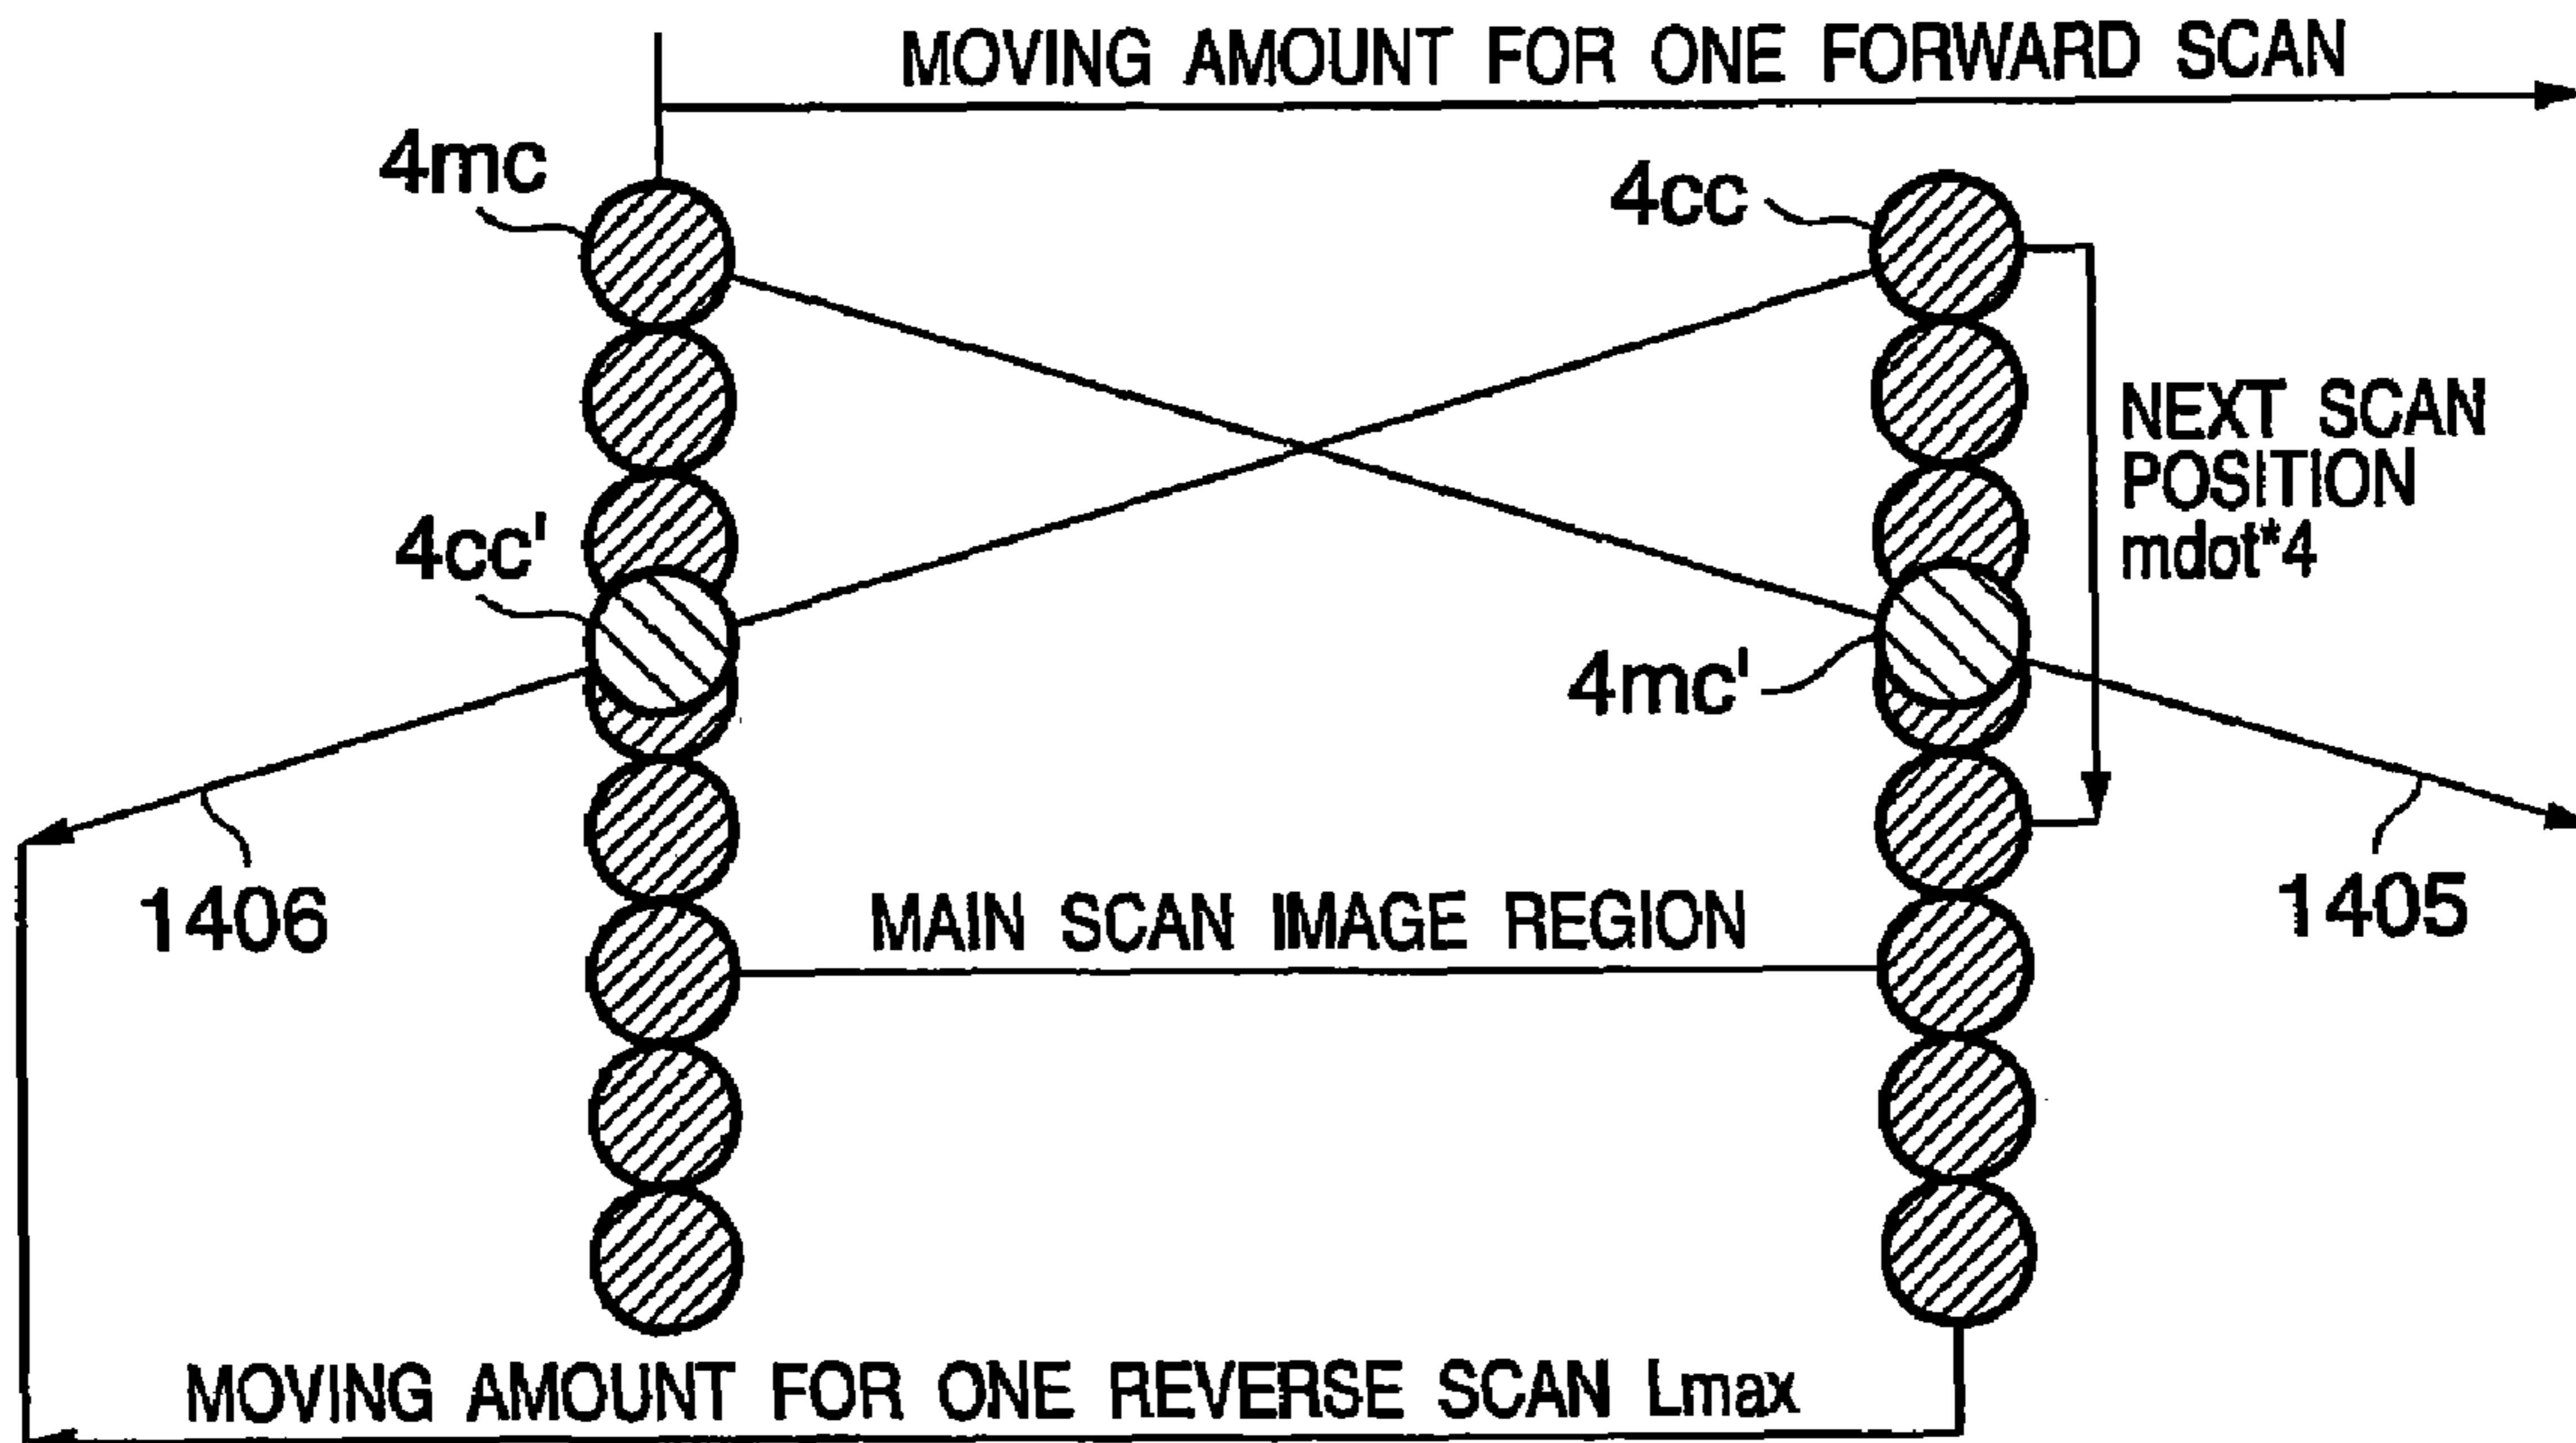 MOVING AMOUNT FOR ONE FORWARD SCAN
4mc
4cc
NEXT SCAN
POSITION
mdot*4
4cc'
4mc'
1406
MAIN SCAN IMAGE REGION
1405
MOVING AMOUNT FOR ONE REVERSE SCAN Lmax